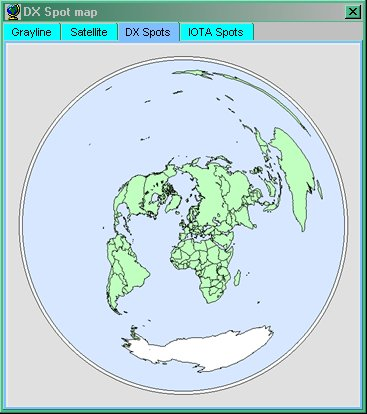 DX Spot map
Grayline Satellite DX Spots IOTA Spots